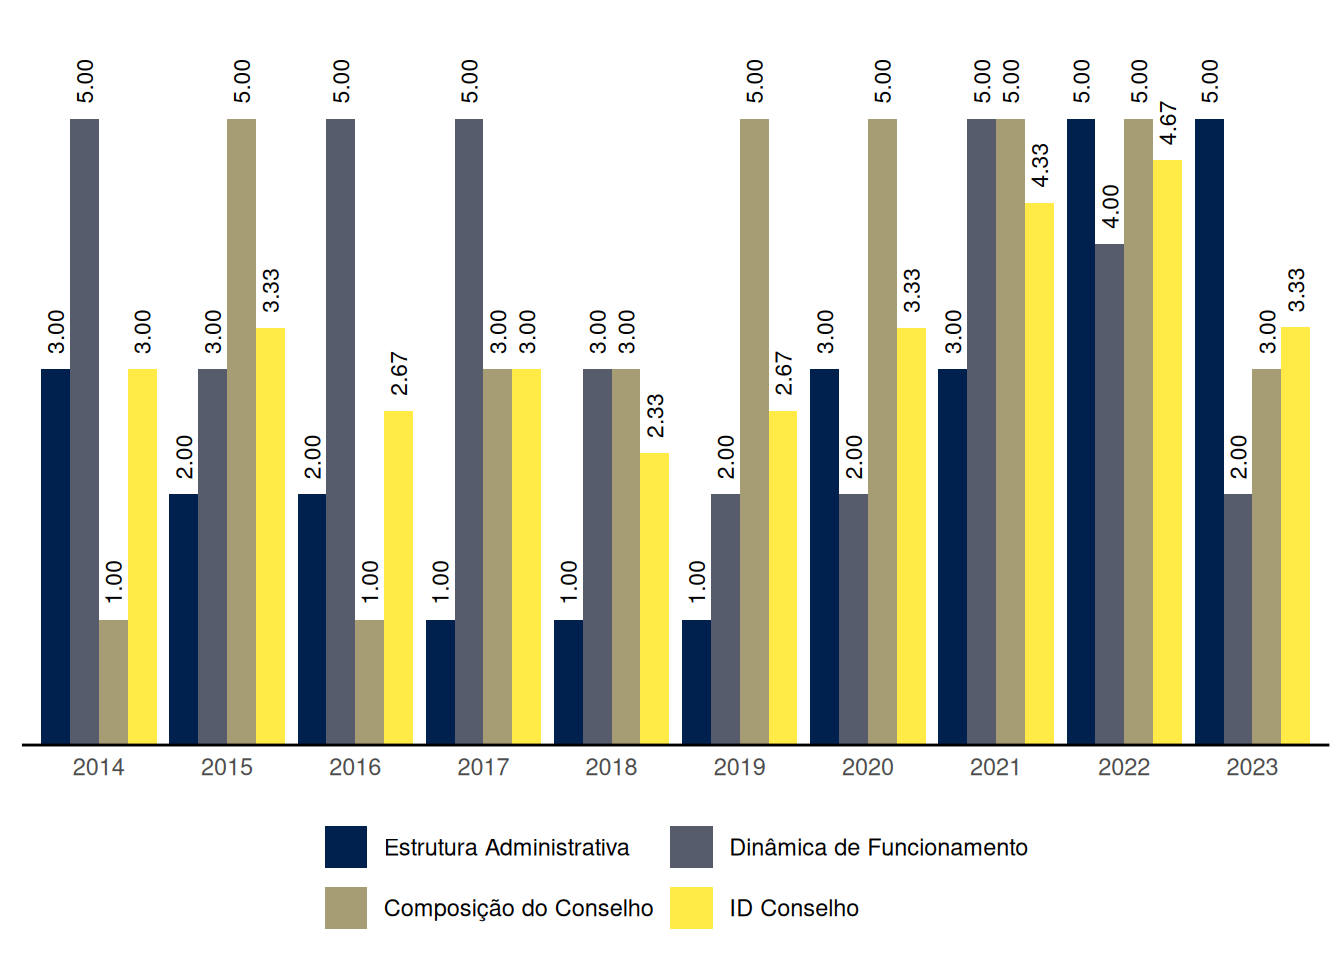 3.00 5.00 1.00 3.00
2.00 3.00 5.00 3.33
2.00 5.00 1.00 2.67
1.00 5.00 3.00 3.00
1.00 3.00 3.00 2.33
1.00 2.00 5.00 2.67
3.00 2.00 5.00 3.33
3.00 5.00 5.00 4.33
5.00 4.00 5.00 4.67
5.00 2.00 3.00 3.33
2014 2015 2016 2017 2018 2019 2020 2021 2022 2023
Estrutura Administrativa Dinâmica de Funcionamento
Composição do Conselho ID Conselho